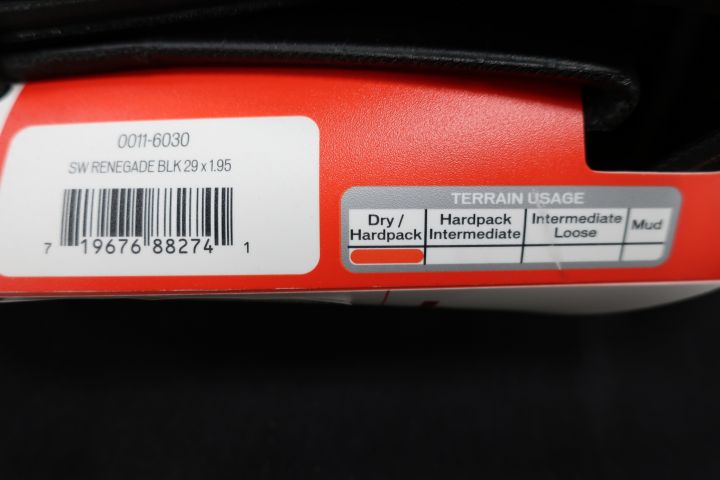 0011-6030
SW RENEGADE BLK 29 x 1.95
7 19676 88274 1
TERRAIN USAGE
Dry / Hardpack
Hardpack Intermediate
Intermediate Loose
Mud